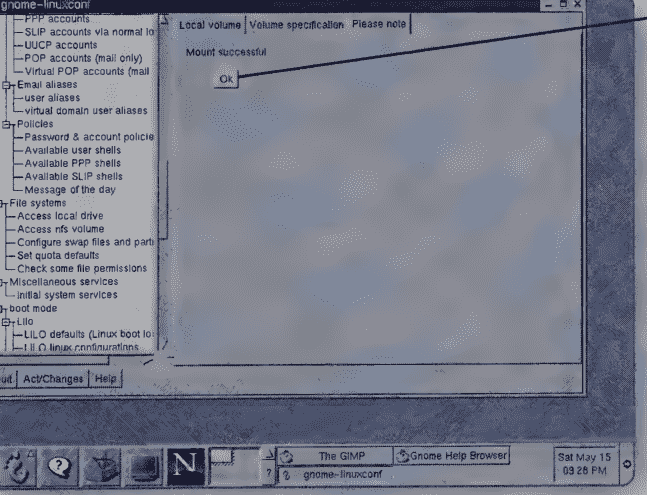 gnome-linuxconf
PPP accounts
SLIP accounts via normal lo
UUCP accounts
POP accounts (mail only)
Virtual POP accounts (mail
Email aliases
user aliases
virtual domain user aliases
Policies
Password & account policie
Available user shells
Available PPP shells
Available SLIP shells
Message of the day
File systems
Access local drive
Access nfs volume
Configure swap files and parti
Set quota defaults
Check some file permissions
Miscellaneous services
initial system services
boot mode
Lilo
LILO defaults (Linux boot lo
LILO linux configurations
Local volume Volume specification Please note
Mount successful
Ok
uit Act/Changes Help
N
?
The GIMP
Gnome Help Browser
gnome-linuxconf
Sat May 15
03:28 PM